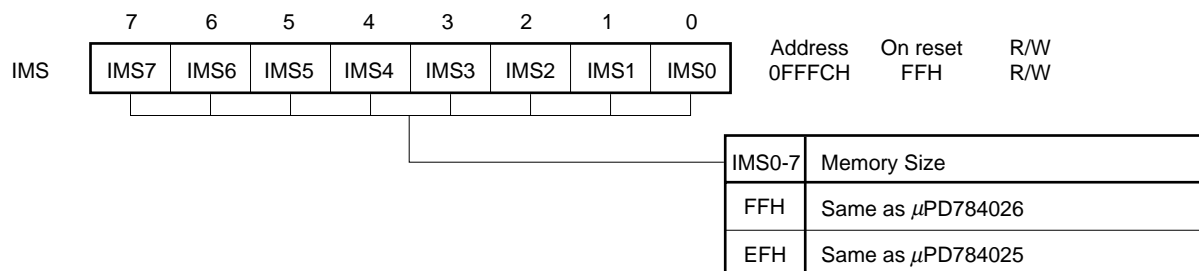 7 6 5 4 3 2 1 0
Address On reset R/W
IMS IMS7 IMS6 IMS5 IMS4 IMS3 IMS2 IMS1 IMS0 0FFFCH FFH R/W
IMS0-7 Memory Size
FFH Same as µPD784026
EFH Same as µPD784025